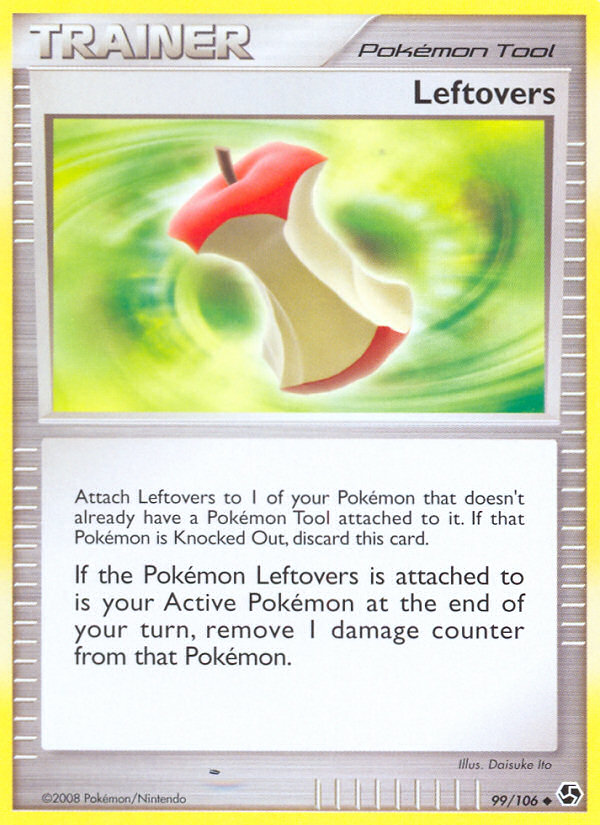 TRAINER
Pokémon Tool
Leftovers
Attach Leftovers to 1 of your Pokémon that doesn't
already have a Pokémon Tool attached to it. If that
Pokémon is Knocked Out, discard this card.
If the Pokémon Leftovers is attached to
is your Active Pokémon at the end of
your turn, remove 1 damage counter
from that Pokémon.
Illus. Daisuke Ito
©2008 Pokémon/Nintendo
99/106 ◆